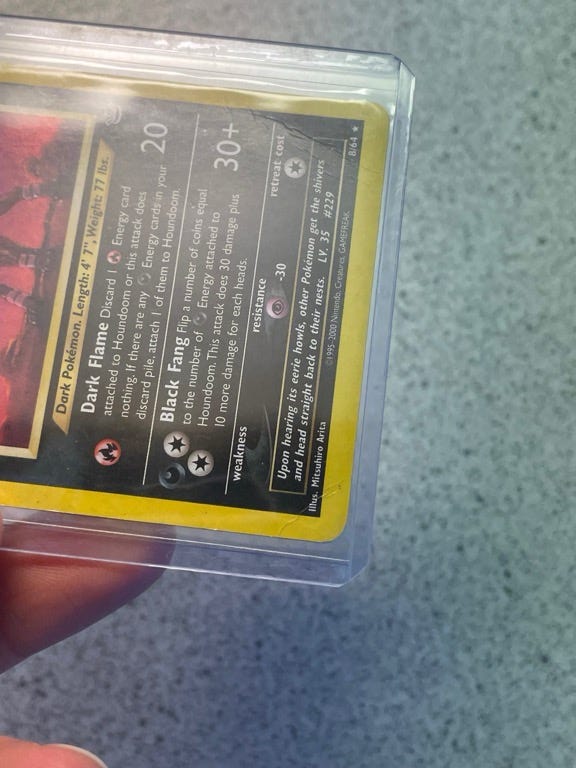 Dark Pokémon. Length: 4' 7", Weight: 77 lbs.
Dark Flame Discard 1 Energy card
attached to Houndoom or this attack does
nothing. If there are any Energy cards in your
discard pile, attach 1 of them to Houndoom.
20
Black Fang Flip a number of coins equal
to the number of Energy attached to
Houndoom. This attack does 30 damage plus
10 more damage for each heads.
30+
weakness
resistance
-30
retreat cost
Upon hearing its eerie howls, other Pokémon get the shivers
and head straight back to their nests. LV. 35 #229
Illus. Mitsuhiro Arita
©1995-2000 Nintendo, Creatures, GAMEFREAK
8/64 ★